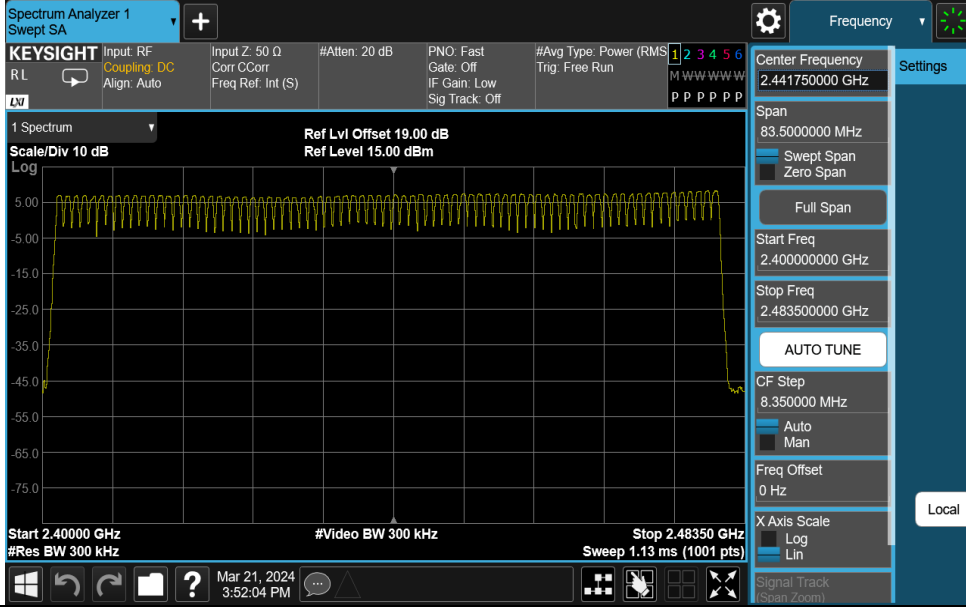 Spectrum Analyzer 1
Swept SA
+
Frequency
KEYSIGHT
R L
LXI
Input: RF
Coupling: DC
Align: Auto
Input Z: 50 Ω
Corr CCorr
Freq Ref: Int (S)
#Atten: 20 dB
PNO: Fast
Gate: Off
IF Gain: Low
Sig Track: Off
#Avg Type: Power (RMS
Trig: Free Run
1 2 3 4 5 6
M W W W W W
P P P P P P
Settings
Center Frequency
2.441750000 GHz
Span
83.5000000 MHz
Swept Span
Zero Span
Full Span
Start Freq
2.400000000 GHz
Stop Freq
2.483500000 GHz
AUTO TUNE
CF Step
8.350000 MHz
Auto
Man
Freq Offset
0 Hz
X Axis Scale
Log
Lin
Signal Track
(Span Zoom)
Local
1 Spectrum
Scale/Div 10 dB
Log
Ref Lvl Offset 19.00 dB
Ref Level 15.00 dBm
5.00
-5.00
-15.0
-25.0
-35.0
-45.0
-55.0
-65.0
-75.0
Start 2.40000 GHz
#Res BW 300 kHz
#Video BW 300 kHz
Stop 2.48350 GHz
Sweep 1.13 ms (1001 pts)
?
Mar 21, 2024
3:52:04 PM